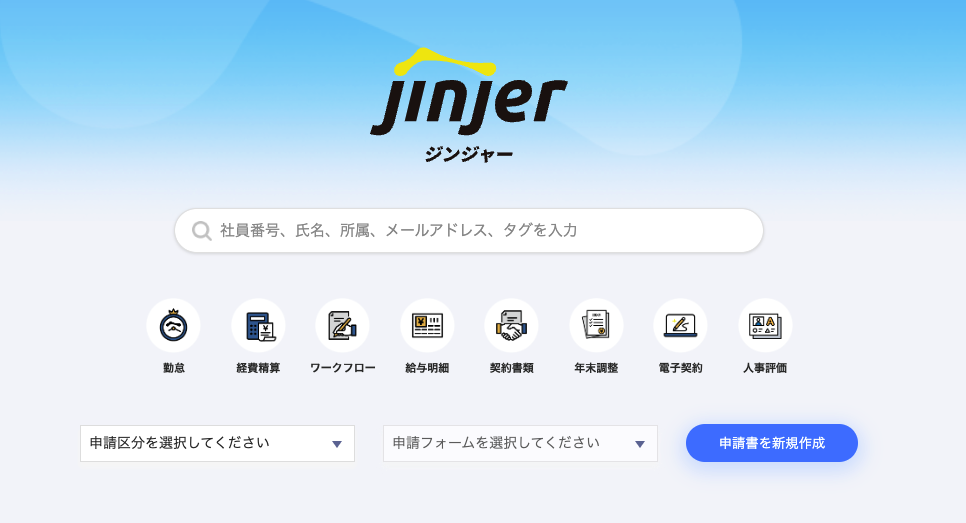 jinjer
ジンジャー
社員番号、氏名、所属、メールアドレス、タグを入力
勤怠 経費精算 ワークフロー 給与明細 契約書類 年末調整 電子契約 人事評価
申請区分を選択してください 申請フォームを選択してください 申請書を新規作成